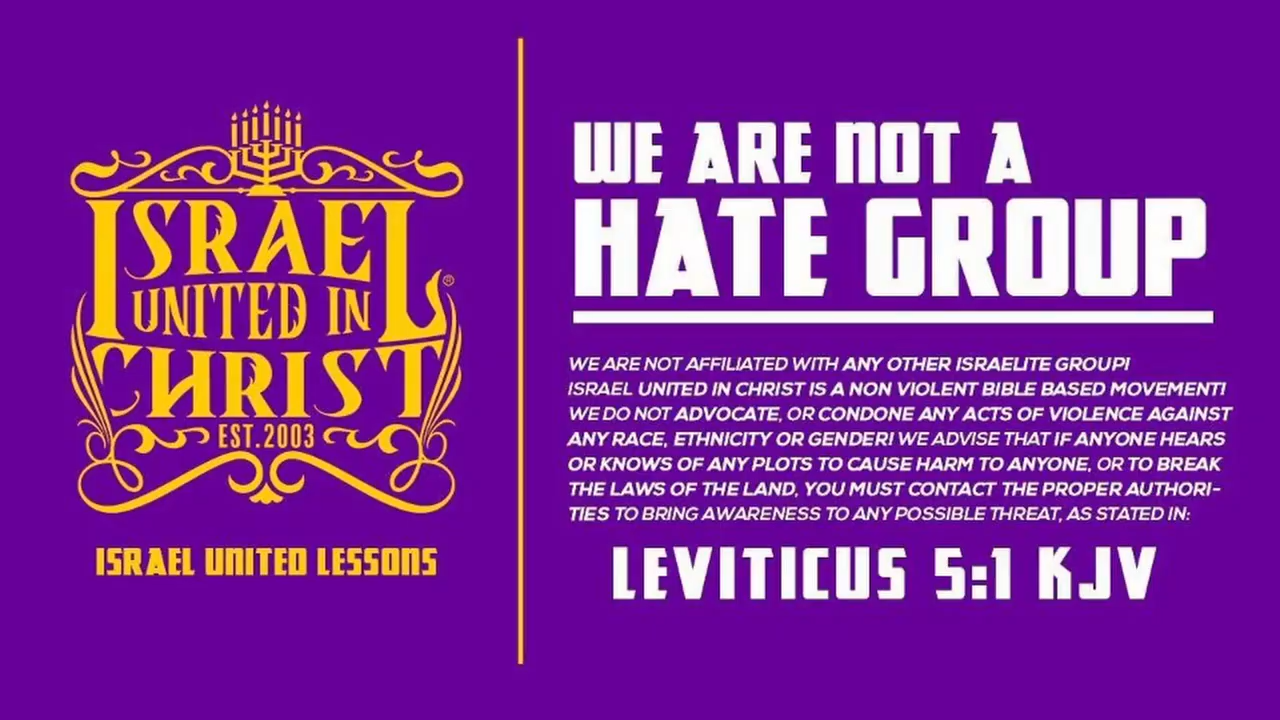 ISRAEL
UNITED IN
CHRIST
EST. 2003
ISRAEL UNITED LESSONS
WE ARE NOT A
HATE GROUP
WE ARE NOT AFFILIATED WITH ANY OTHER ISRAELITE GROUP!
ISRAEL UNITED IN CHRIST IS A NON VIOLENT BIBLE BASED MOVEMENT!
WE DO NOT ADVOCATE, OR CONDONE ANY ACTS OF VIOLENCE AGAINST
ANY RACE, ETHNICITY OR GENDER! WE ADVISE THAT IF ANYONE HEARS
OR KNOWS OF ANY PLOTS TO CAUSE HARM TO ANYONE, OR TO BREAK
THE LAWS OF THE LAND, YOU MUST CONTACT THE PROPER AUTHORI-
TIES TO BRING AWARENESS TO ANY POSSIBLE THREAT, AS STATED IN:
LEVITICUS 5:1 KJV